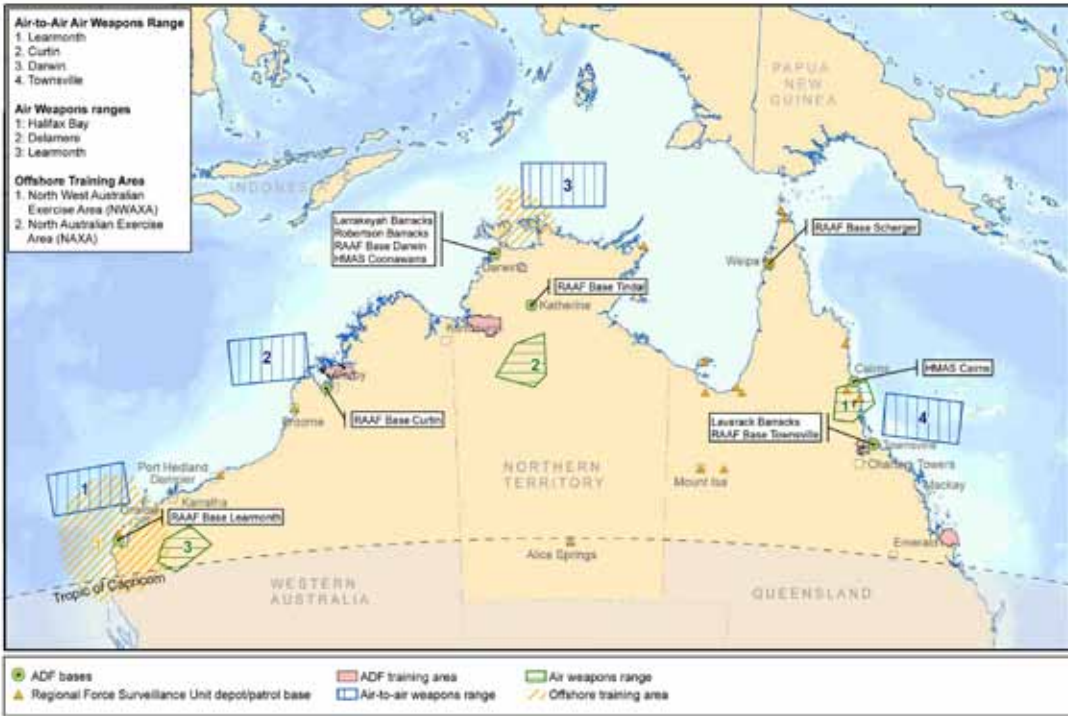 Air-to-Air Air Weapons Range
1. Learmonth
2. Curtin
3. Darwin
4. Townsville
Air Weapons ranges
1: Halifax Bay
2: Delamere
3: Learmonth
Offshore Training Area
1. North West Australian
Exercise Area (NWAXA)
2. North Australian Exercise
Area (NAXA)
PAPUA
NEW
GUINEA
INDONESIA
3
Larrakeyah Barracks
Robertson Barracks
RAAF Base Darwin
HMAS Coonawarra
Darwin
RAAF Base Scherger
Weipa
RAAF Base Tindal
Katherine
2
2
RAAF Base Curtin
Broome
Cairns
HMAS Cairns
1
4
Lavarack Barracks
RAAF Base Townsville
Townsville
Charters Towers
Mackay
NORTHERN
TERRITORY
Mount Isa
Port Hedland
Dampier
Karratha
1
RAAF Base Learmonth
1
3
Alice Springs
Emerald
Tropic of Capricorn
WESTERN
AUSTRALIA
QUEENSLAND
ADF bases
Regional Force Surveillance Unit depot/patrol base
ADF training area
Air-to-air weapons range
Air weapons range
Offshore training area